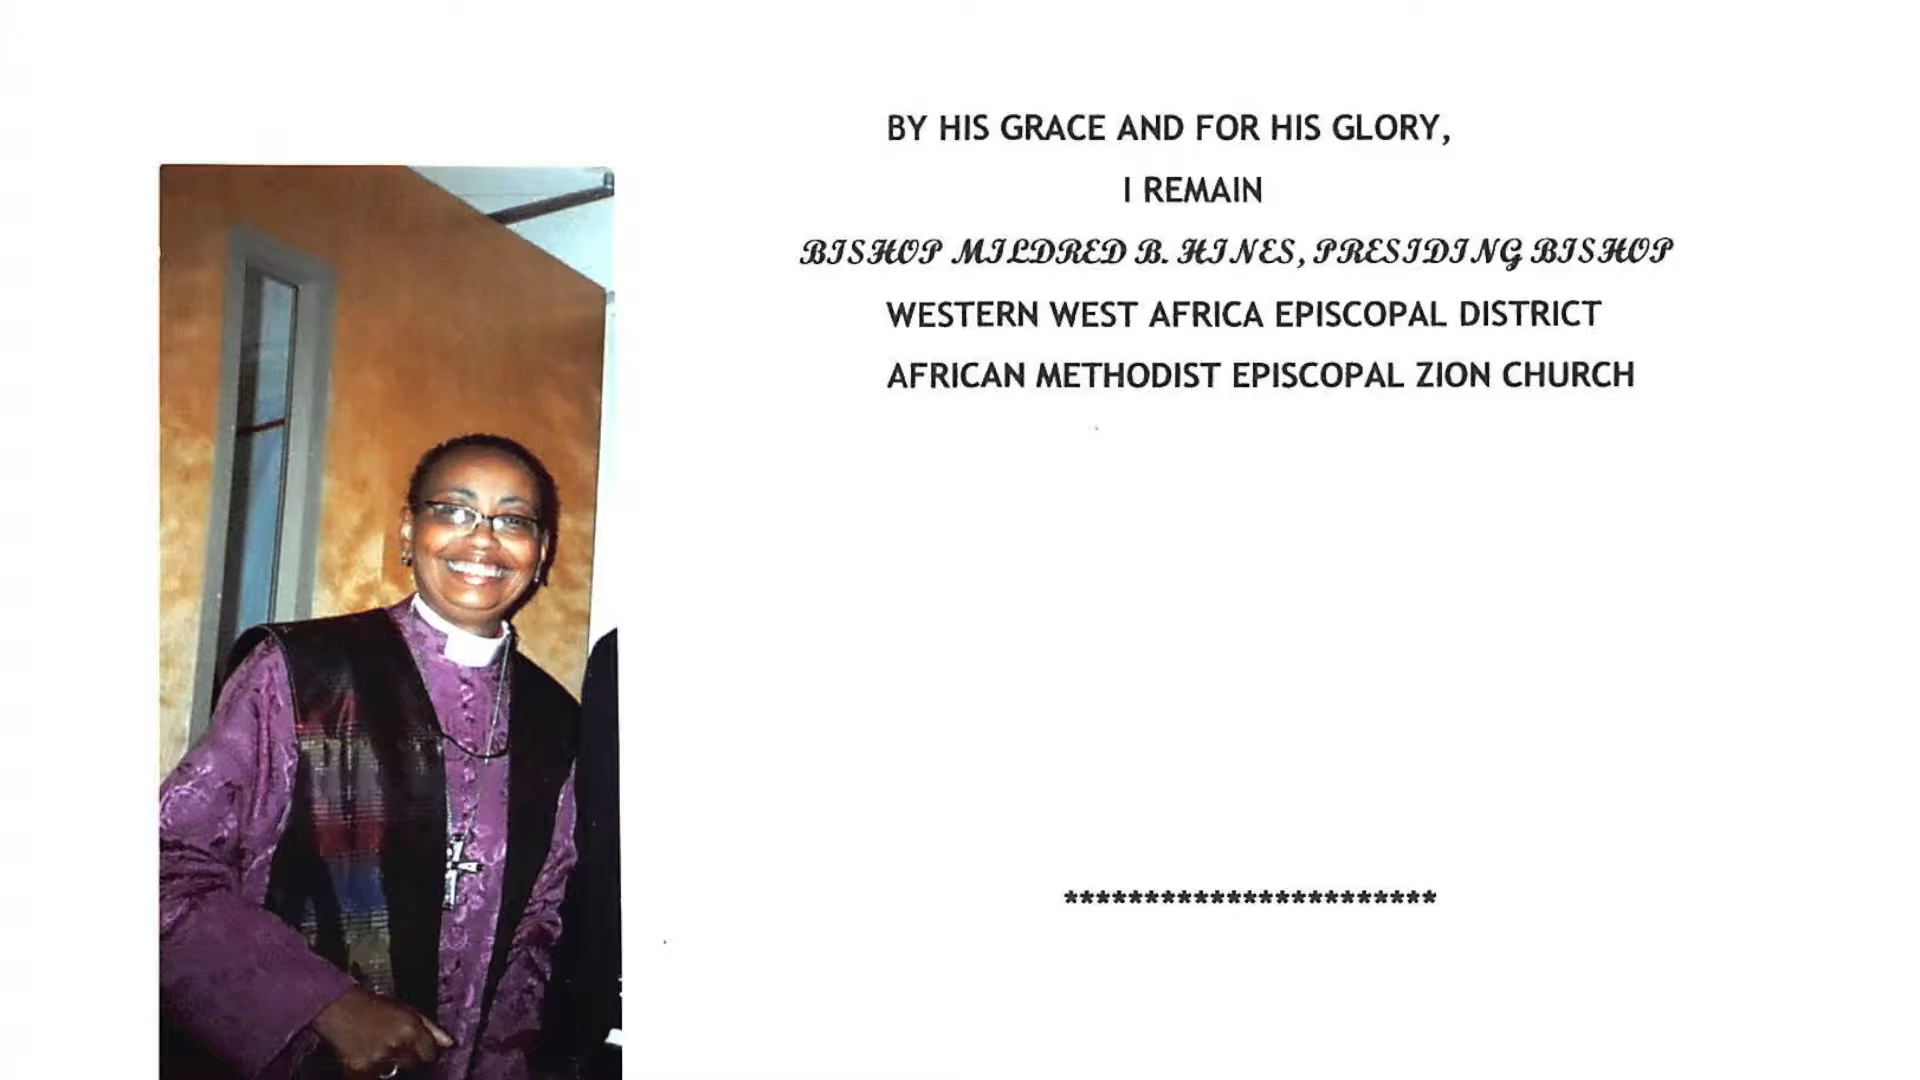 BY HIS GRACE AND FOR HIS GLORY,
I REMAIN
BISHOP MILDRED B. HINES, PRESIDING BISHOP
WESTERN WEST AFRICA EPISCOPAL DISTRICT
AFRICAN METHODIST EPISCOPAL ZION CHURCH
***********************